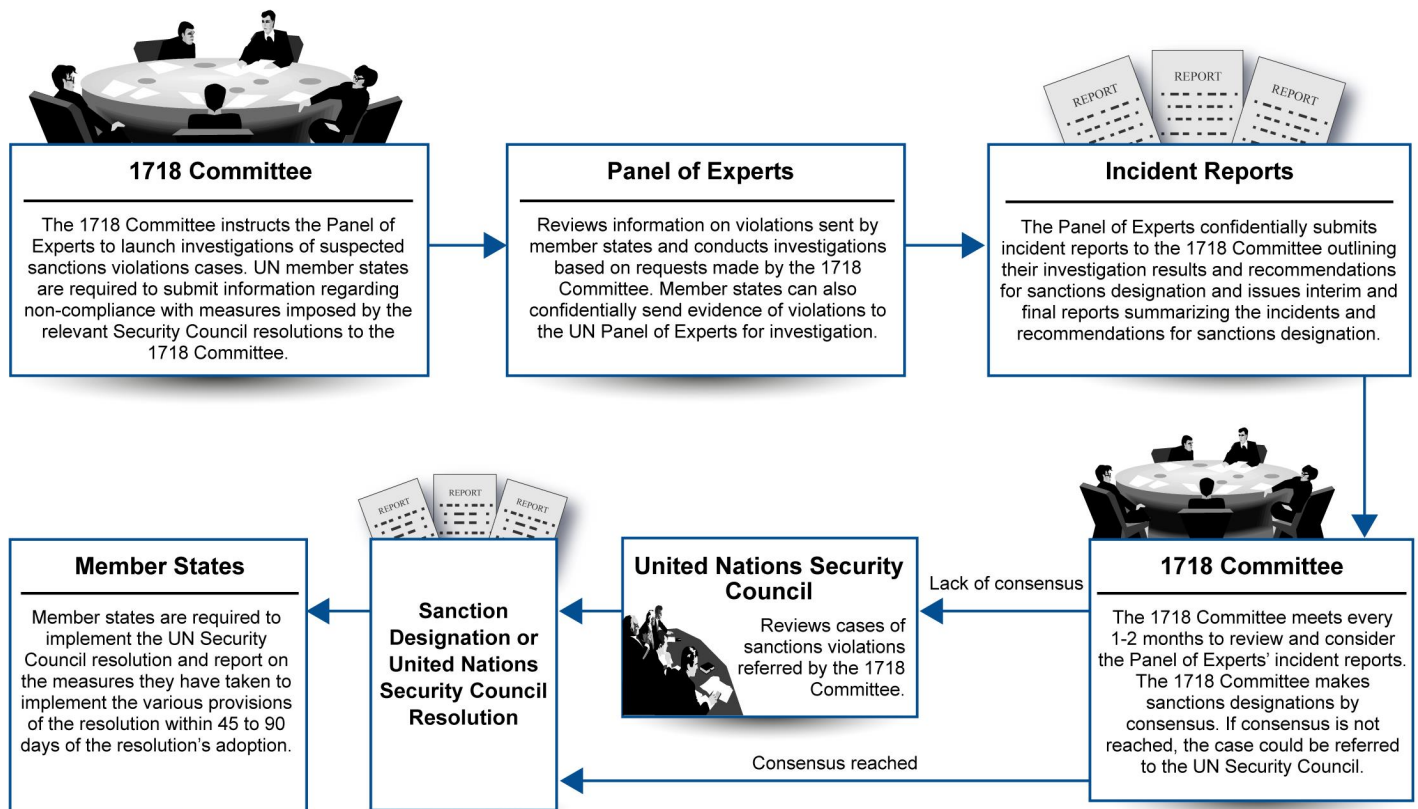 1718 Committee
The 1718 Committee instructs the Panel of
Experts to launch investigations of suspected
sanctions violations cases. UN member states
are required to submit information regarding
non-compliance with measures imposed by the
relevant Security Council resolutions to the
1718 Committee.
Panel of Experts
Reviews information on violations sent by
member states and conducts investigations
based on requests made by the 1718
Committee. Member states can also
confidentially send evidence of violations to
the UN Panel of Experts for investigation.
REPORT
REPORT
REPORT
Incident Reports
The Panel of Experts confidentially submits
incident reports to the 1718 Committee outlining
their investigation results and recommendations
for sanctions designation and issues interim and
final reports summarizing the incidents and
recommendations for sanctions designation.
1718 Committee
The 1718 Committee meets every
1-2 months to review and consider
the Panel of Experts' incident reports.
The 1718 Committee makes
sanctions designations by
consensus. If consensus is not
reached, the case could be referred
to the UN Security Council.
Lack of consensus
United Nations Security
Council
Reviews cases of
sanctions violations
referred by the 1718
Committee.
Consensus reached
REPORT
REPORT
REPORT
Sanction
Designation or
United Nations
Security Council
Resolution
Member States
Member states are required to
implement the UN Security
Council resolution and report on
the measures they have taken to
implement the various provisions
of the resolution within 45 to 90
days of the resolution's adoption.